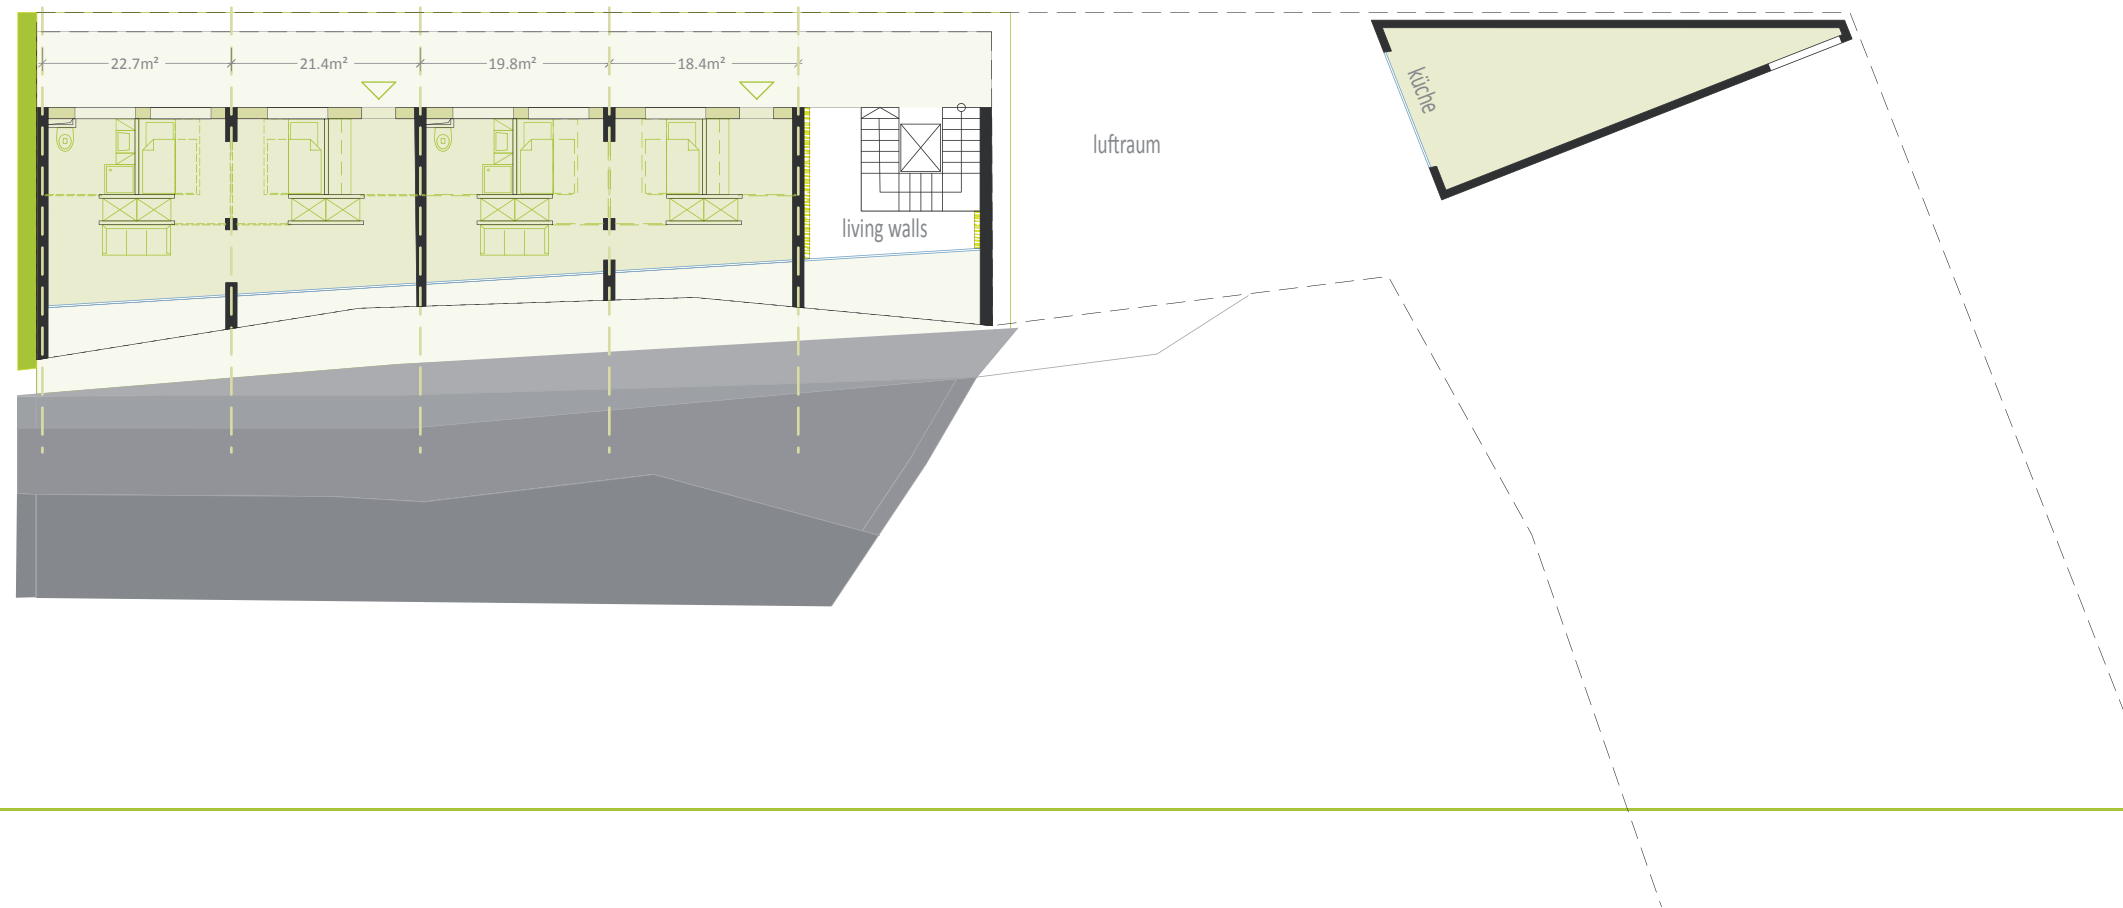 22.7m²
21.4m²
19.8m²
18.4m²
küche
luftraum
living walls